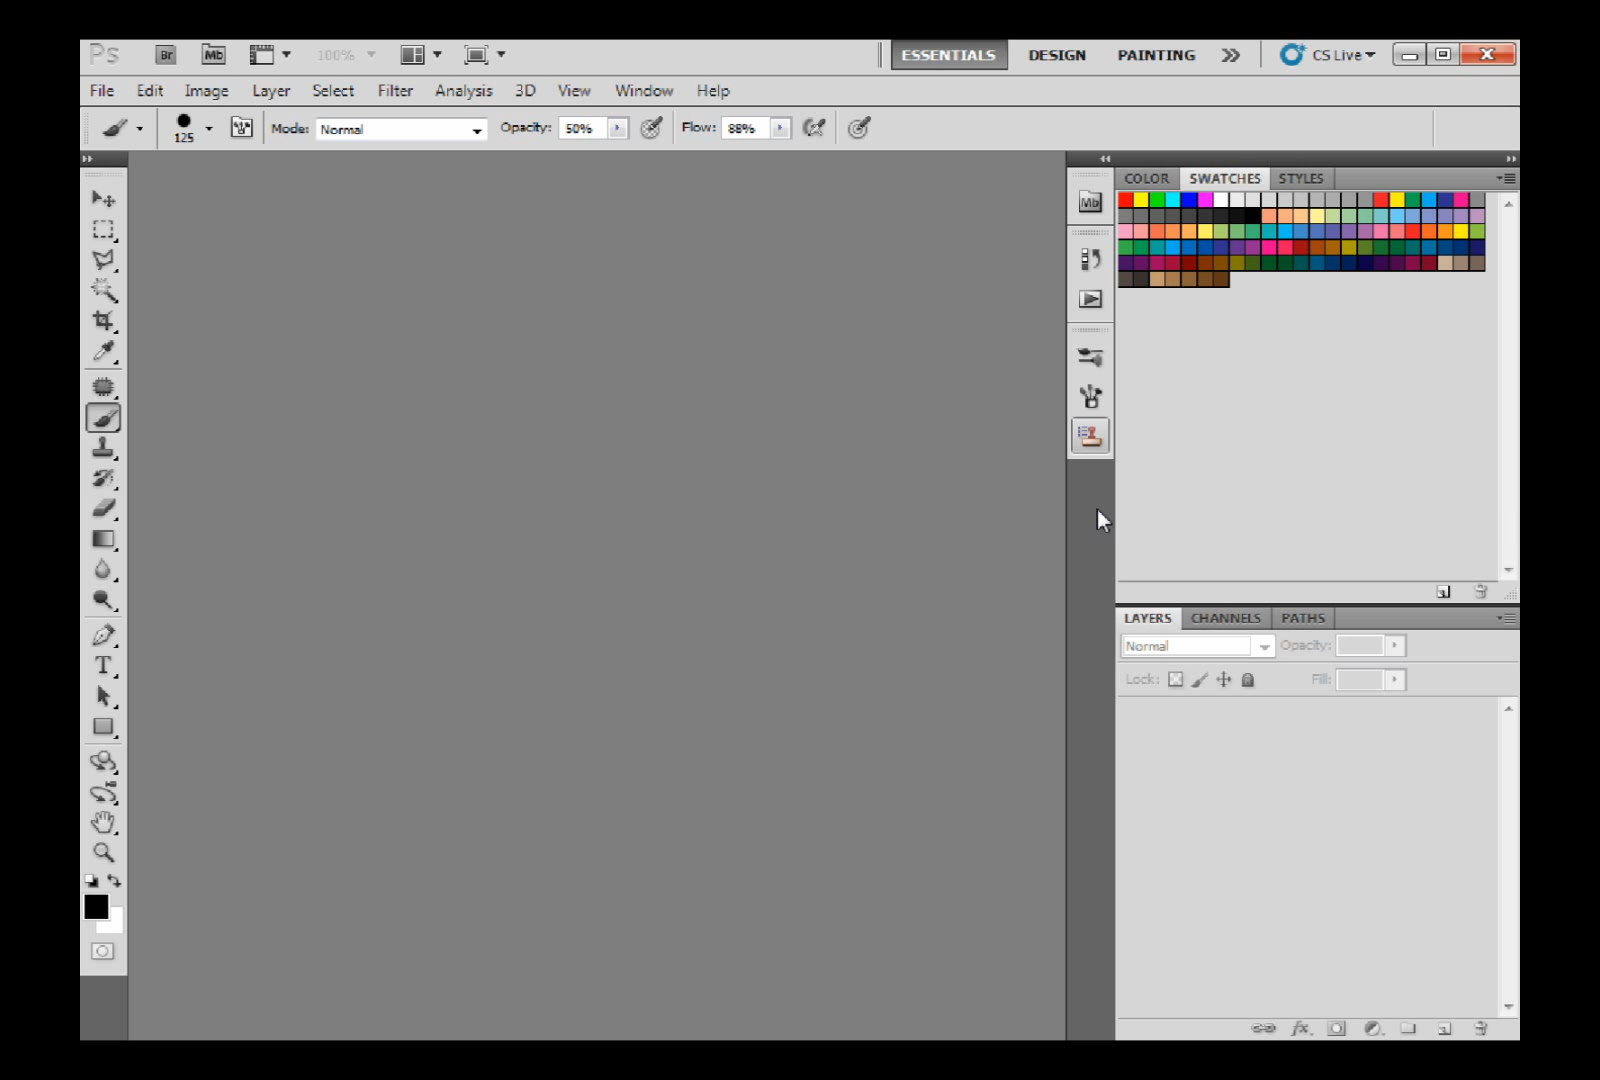 Ps Br Mb 100% ESSENTIALS DESIGN PAINTING CS Live
File Edit Image Layer Select Filter Analysis 3D View Window Help
125 Mode: Normal Opacity: 50% Flow: 88%
COLOR SWATCHES STYLES
Mb
LAYERS CHANNELS PATHS
Normal Opacity:
Lock: Fill:
T
fx